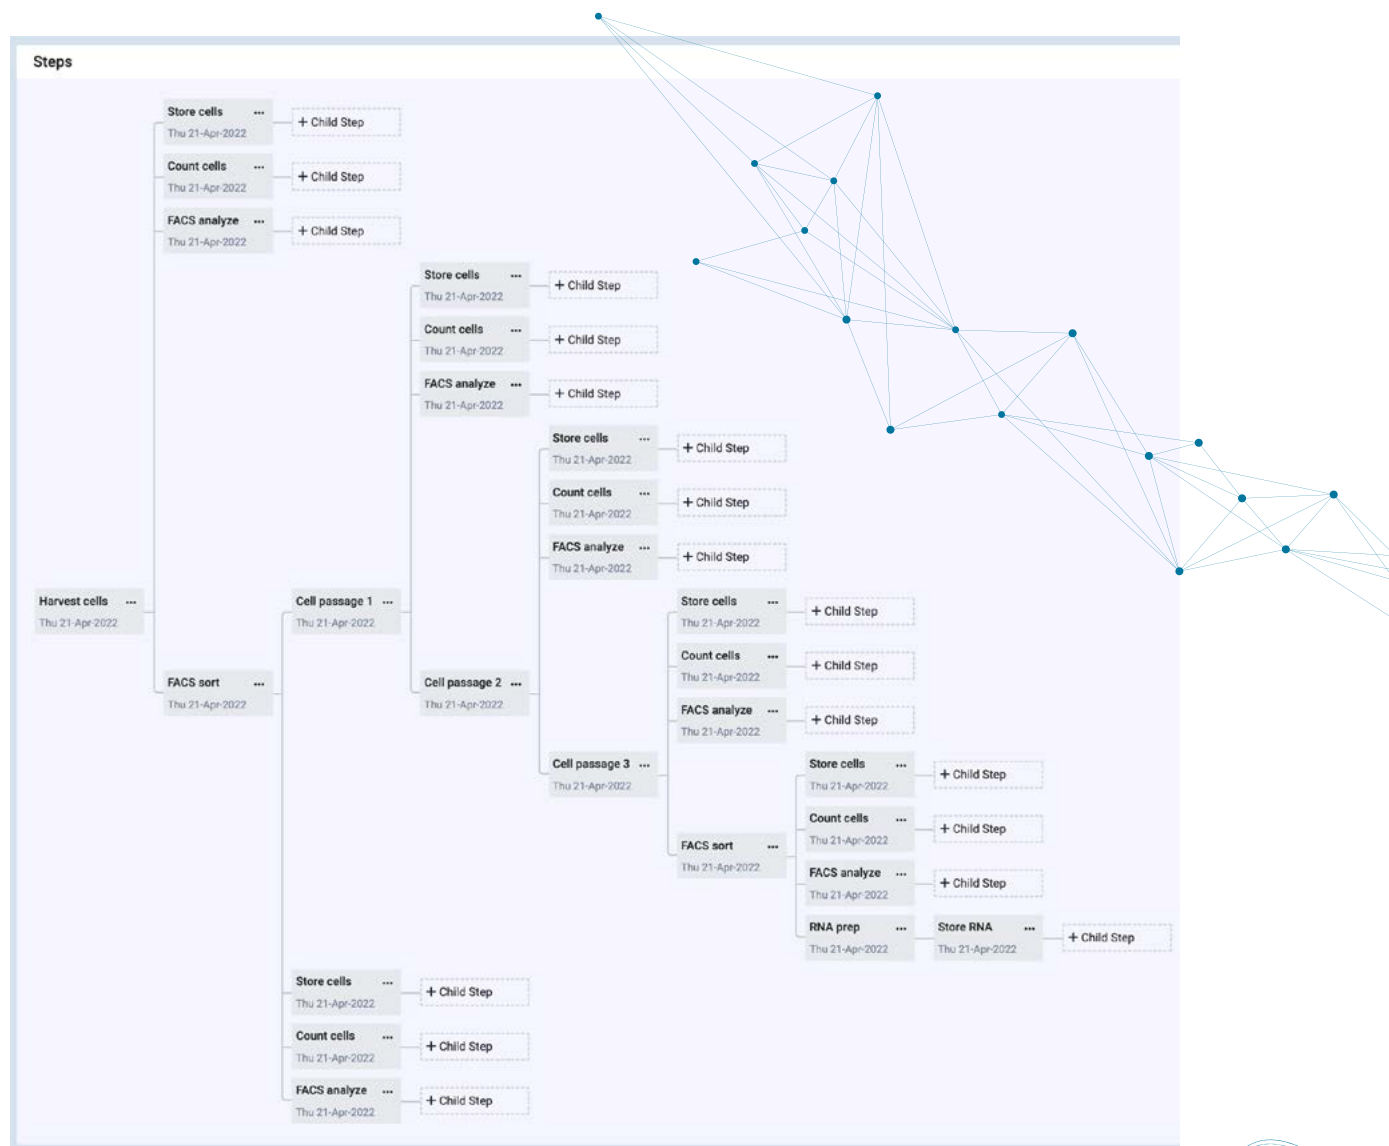 Steps
Store cells ...
Thu 21-Apr-2022
+ Child Step
Count cells ...
Thu 21-Apr-2022
+ Child Step
FACS analyze ...
Thu 21-Apr-2022
+ Child Step
Store cells ...
Thu 21-Apr-2022
+ Child Step
Count cells ...
Thu 21-Apr-2022
+ Child Step
FACS analyze ...
Thu 21-Apr-2022
+ Child Step
Store cells ...
Thu 21-Apr-2022
+ Child Step
Count cells ...
Thu 21-Apr-2022
+ Child Step
FACS analyze ...
Thu 21-Apr-2022
+ Child Step
Harvest cells ...
Thu 21-Apr-2022
Cell passage 1 ...
Thu 21-Apr-2022
Store cells ...
Thu 21-Apr-2022
+ Child Step
Count cells ...
Thu 21-Apr-2022
+ Child Step
FACS sort ...
Thu 21-Apr-2022
Cell passage 2 ...
Thu 21-Apr-2022
FACS analyze ...
Thu 21-Apr-2022
+ Child Step
Cell passage 3 ...
Thu 21-Apr-2022
Store cells ...
Thu 21-Apr-2022
+ Child Step
Count cells ...
Thu 21-Apr-2022
+ Child Step
FACS sort ...
Thu 21-Apr-2022
FACS analyze ...
Thu 21-Apr-2022
+ Child Step
RNA prep ...
Thu 21-Apr-2022
Store RNA ...
Thu 21-Apr-2022
+ Child Step
Store cells ...
Thu 21-Apr-2022
+ Child Step
Count cells ...
Thu 21-Apr-2022
+ Child Step
FACS analyze ...
Thu 21-Apr-2022
+ Child Step